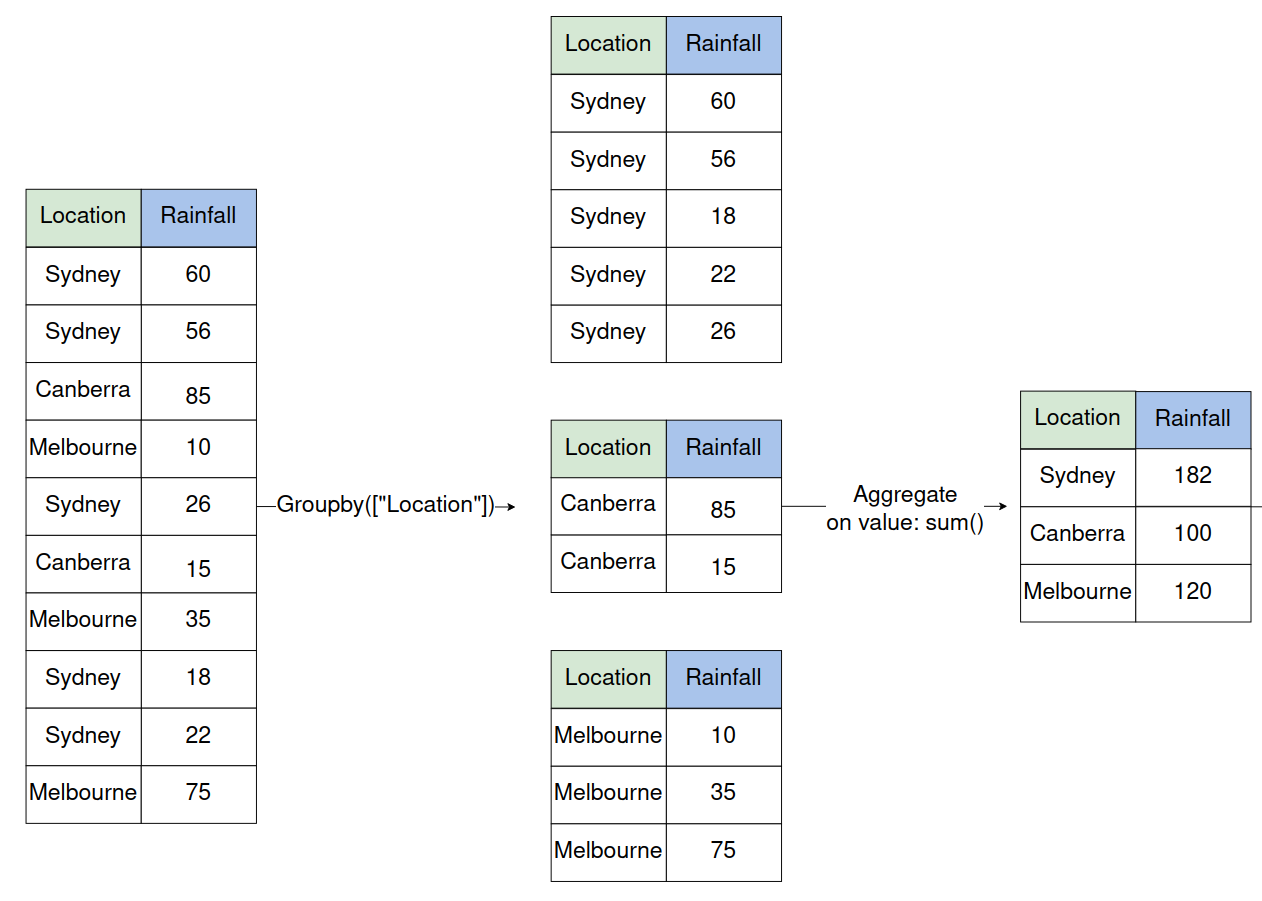 Location Rainfall
Sydney 60
Sydney 56
Canberra 85
Melbourne 10
Sydney 26
Canberra 15
Melbourne 35
Sydney 18
Sydney 22
Melbourne 75
Groupby(["Location"])
Location Rainfall
Sydney 60
Sydney 56
Sydney 18
Sydney 22
Sydney 26
Location Rainfall
Canberra 85
Canberra 15
Location Rainfall
Melbourne 10
Melbourne 35
Melbourne 75
Aggregate
on value: sum()
Location Rainfall
Sydney 182
Canberra 100
Melbourne 120